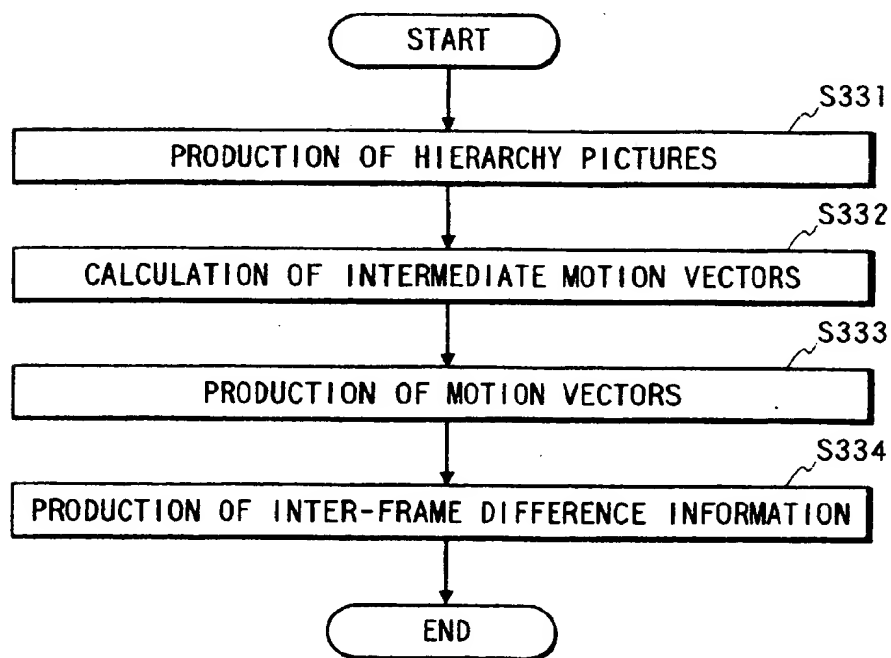 START
S331
PRODUCTION OF HIERARCHY PICTURES
S332
CALCULATION OF INTERMEDIATE MOTION VECTORS
S333
PRODUCTION OF MOTION VECTORS
S334
PRODUCTION OF INTER-FRAME DIFFERENCE INFORMATION
END